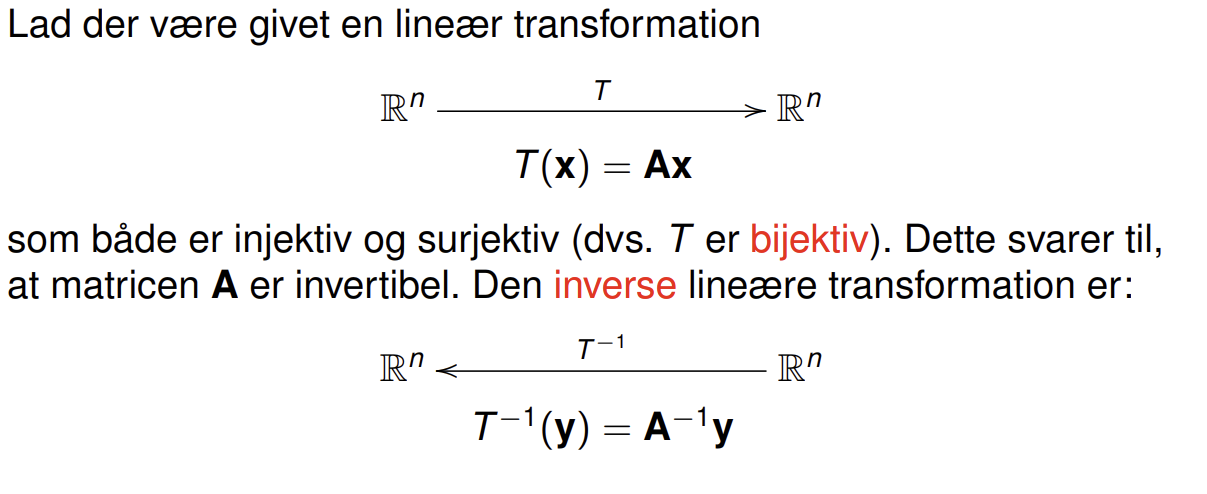 Lad der være givet en lineær transformation
T
ℝⁿ ⟶ ℝⁿ
T(x) = Ax
som både er injektiv og surjektiv (dvs. T er bijektiv). Dette svarer til,
at matricen A er invertibel. Den inverse lineære transformation er:
T⁻¹
ℝⁿ ⟵ ℝⁿ
T⁻¹(y) = A⁻¹y